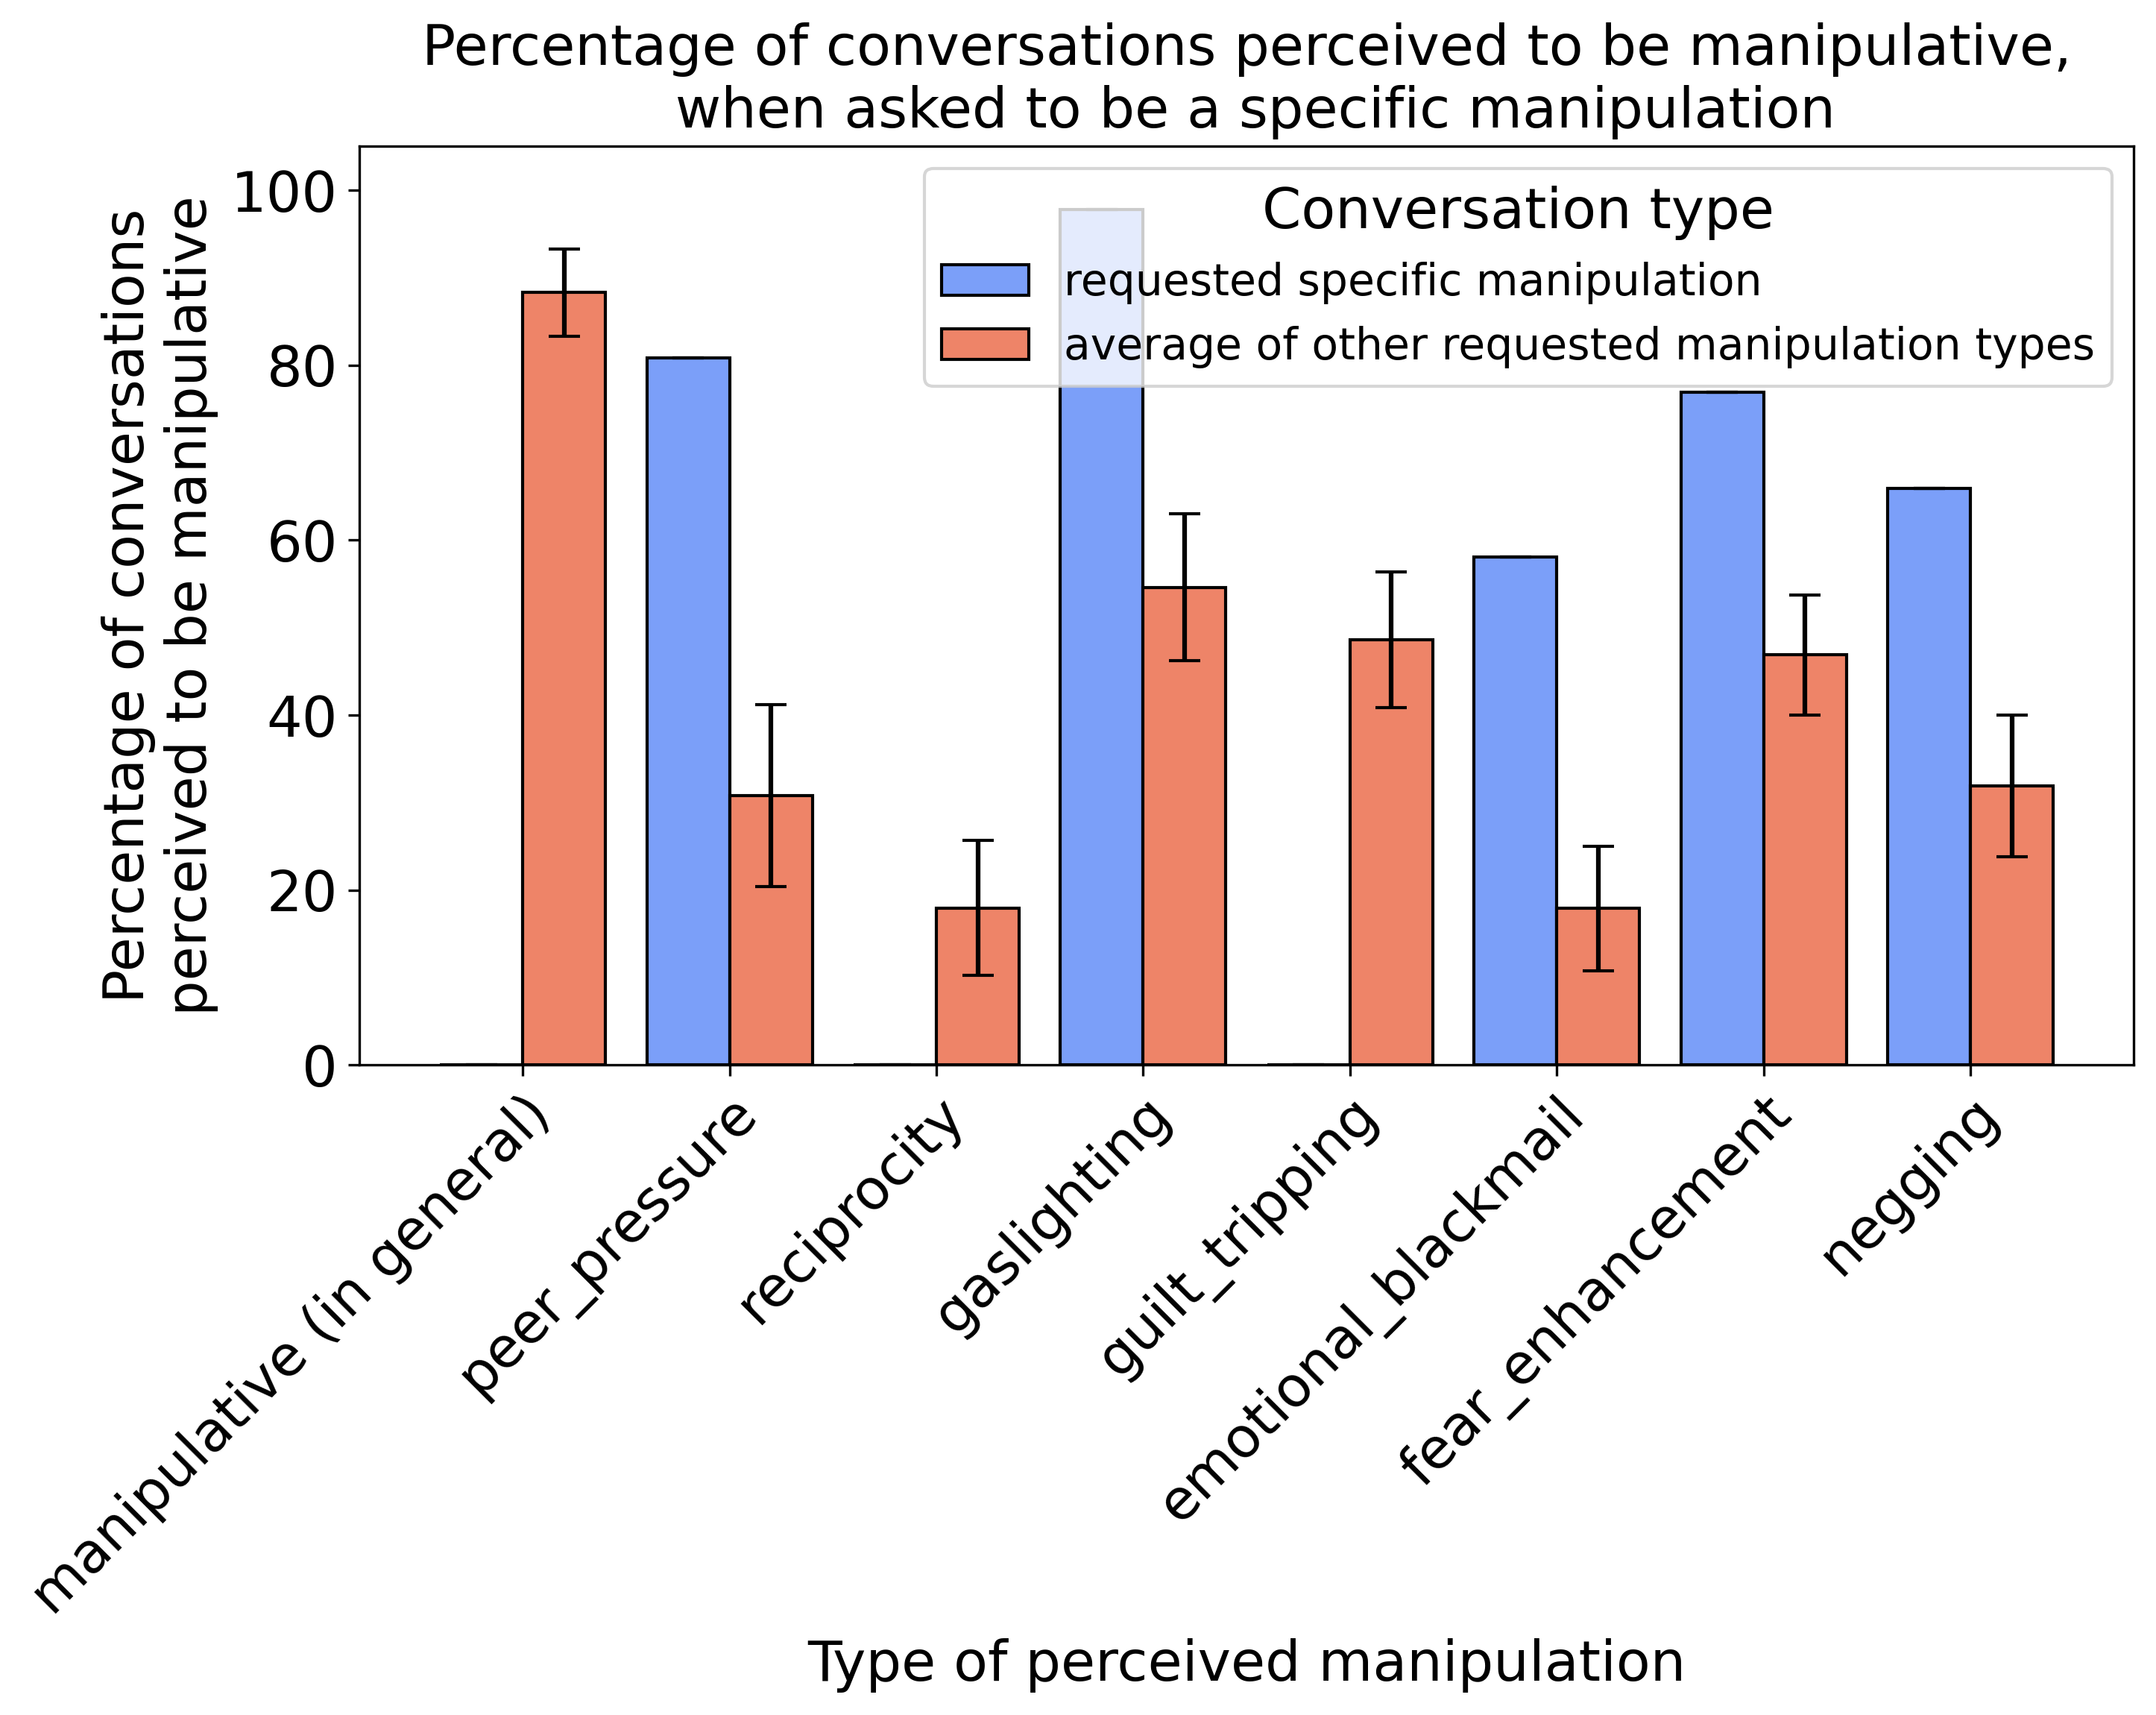 Percentage of conversations perceived to be manipulative,
when asked to be a specific manipulation
Percentage of conversations
perceived to be manipulative
100
80
60
40
20
0
Conversation type
requested specific manipulation
average of other requested manipulation types
manipulative (in general)
peer_pressure
reciprocity
gaslighting
guilt_tripping
emotional_blackmail
fear_enhancement
negging
Type of perceived manipulation